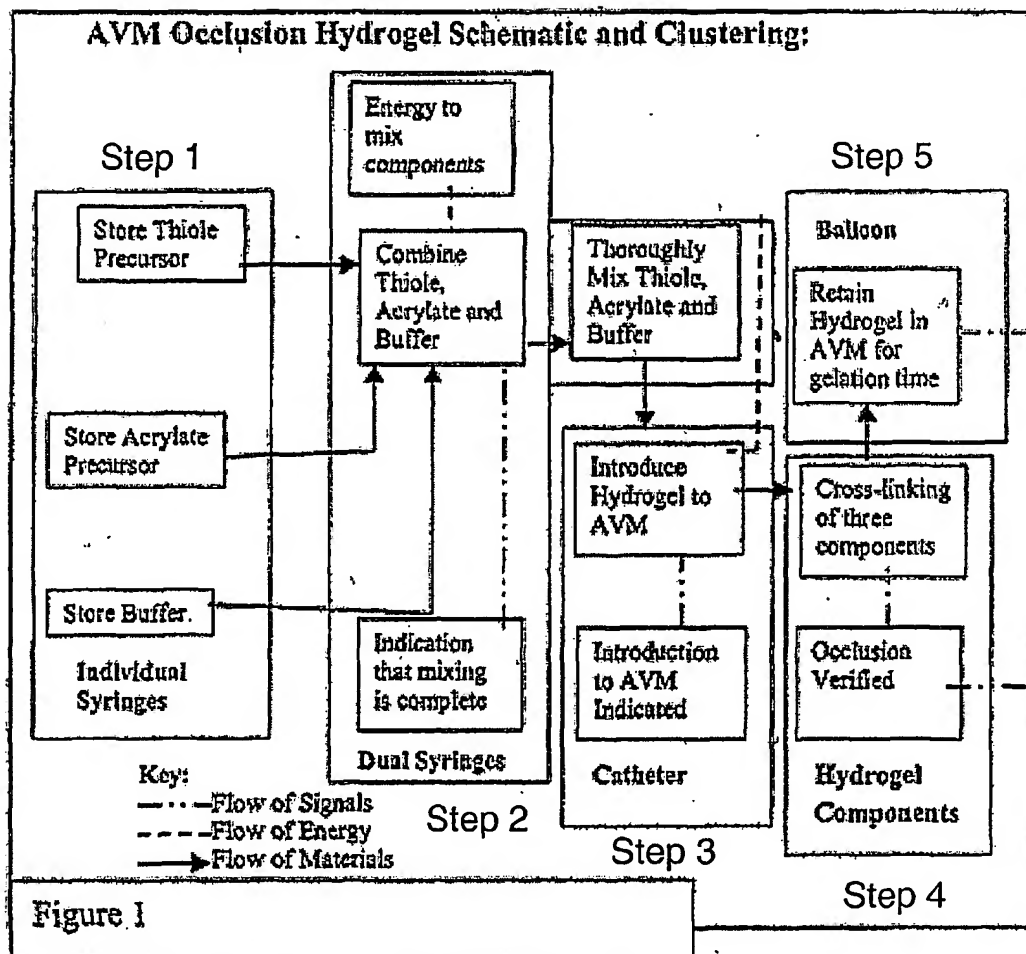 AVM Occlusion Hydrogel Schematic and Clustering:
Step 1
Store Thiole
Precursor
Store Acrylate
Precursor
Store Buffer.
Individual
Syringes
Energy to
mix
components
Combine
Thiole,
Acrylate and
Buffer
Indication
that mixing
is complete
Dual Syringes
Step 2
Thoroughly
Mix Thiole,
Acrylate and
Buffer
Introduce
Hydrogel to
AVM
Introduction
to AVM
Indicated
Catheter
Step 3
Step 5
Balloon
Retain
Hydrogel in
AVM for
gelation time
Cross-linking
of three
components
Occlusion
Verified
Hydrogel
Components
Step 4
Key:
Flow of Signals
Flow of Energy
Flow of Materials
Figure 1